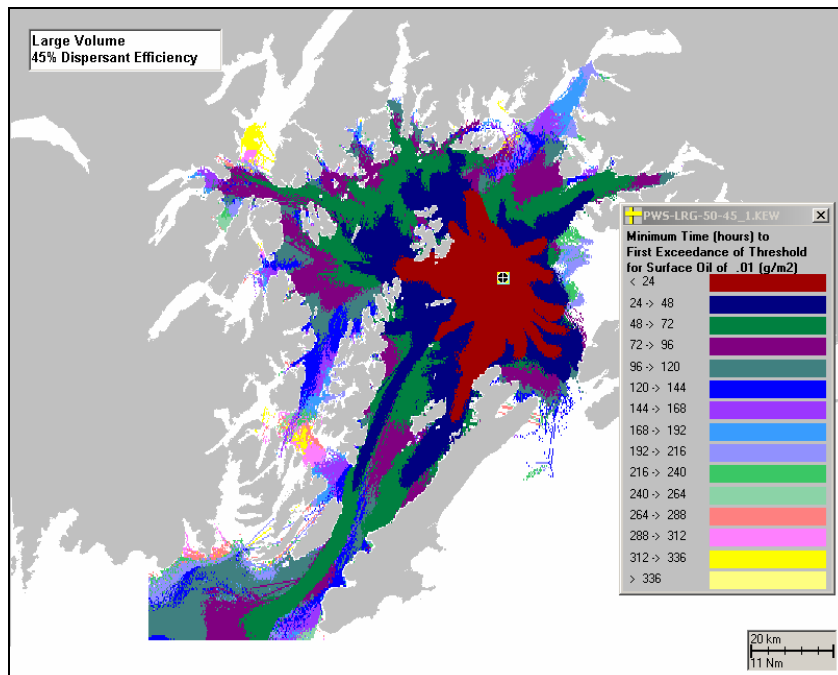 Large Volume
45% Dispersant Efficiency
PWS-LRG-50-45_1.KEW
Minimum Time (hours) to
First Exceedance of Threshold
for Surface Oil of .01 (g/m2)
< 24
24 -> 48
48 -> 72
72 -> 96
96 -> 120
120 -> 144
144 -> 168
168 -> 192
192 -> 216
216 -> 240
240 -> 264
264 -> 288
288 -> 312
312 -> 336
> 336
20 km
11 Nm